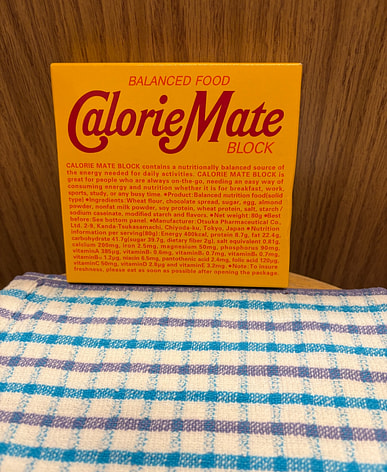 BALANCED FOOD
CalorieMate
BLOCK
CALORIE MATE BLOCK contains a nutritionally balanced source of
the energy needed for daily activities. CALORIE MATE BLOCK is
great for people who are always on-the-go, needing an easy way of
consuming energy and nutrition whether it is for breakfast, work,
sports, study, or any busy time. ●Product: Balanced nutrition food(solid
type) ●Ingredients: Wheat flour, chocolate spread, sugar, egg, almond
powder, nonfat milk powder, soy protein, wheat protein, salt, starch /
sodium caseinate, modified starch and flavors. ●Net weight: 80g ●Best
before: See bottom panel. ●Manufacturer: Otsuka Pharmaceutical Co.,
Ltd. 2-9, Kanda-Tsukasamachi, Chiyoda-ku, Tokyo, Japan ●Nutrition
information per serving(80g): Energy 400kcal, protein 8.7g, fat 22.4g,
carbohydrate 41.7g(sugar 39.7g, dietary fiber 2g), salt equivalent 0.81g,
calcium 200mg, iron 2.5mg, magnesium 50mg, phosphorus
vitaminA 385μg, vitaminB₁ 0.6mg, vitaminB₂ 0.7mg, vitaminB₆ 0.7mg,
vitaminB₁₂ 1.2μg, niacin 6.5mg, pantothenic acid 2.4mg, folic acid 120μg,
vitaminC 50mg, vitaminD 2.8μg and vitaminE 3.2mg ●Note: To insure
freshness, please eat as soon as possible after opening the package